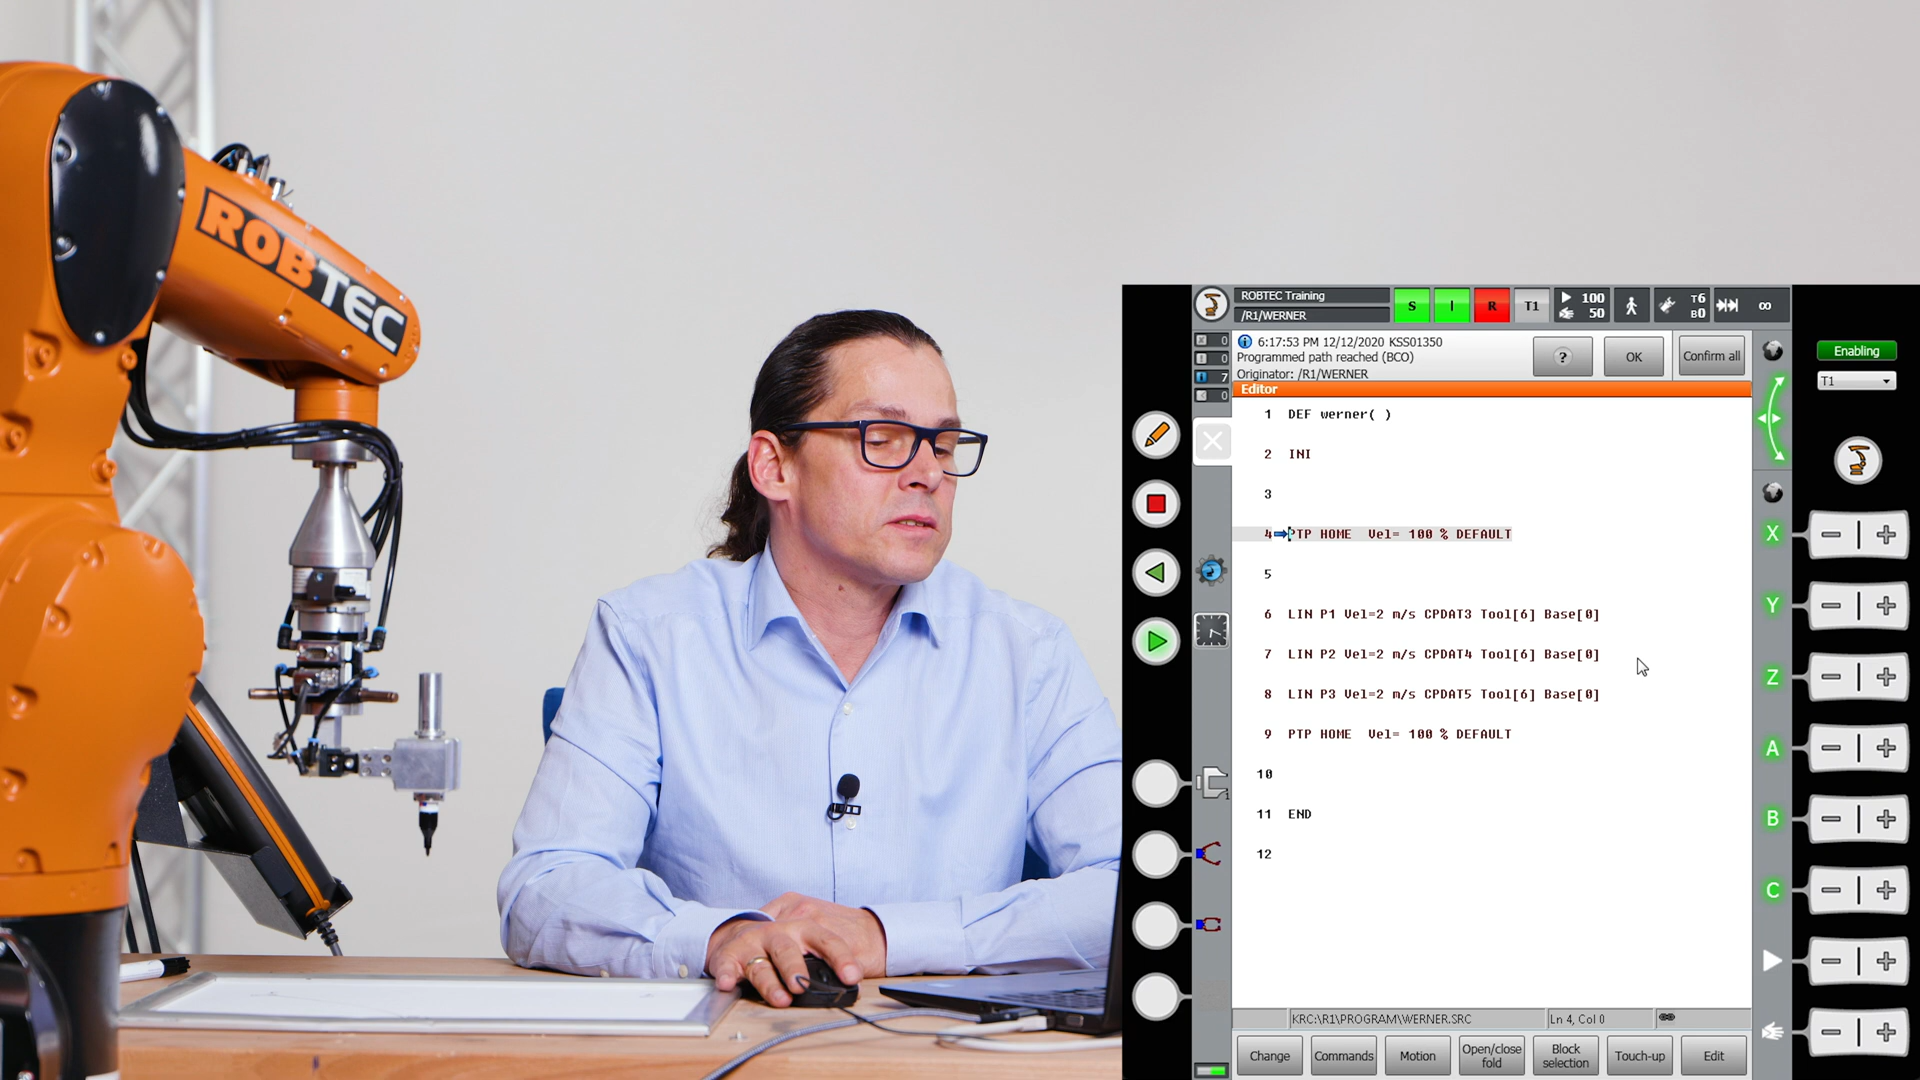 ROBTEC
ROBTEC Training
/R1/WERNER
S
I
R
T1
100
50
T6
B0
∞
0
0
7
0
6:17:53 PM 12/12/2020 KSS01350
Programmed path reached (BCO)
Originator: /R1/WERNER
?
OK
Confirm all
Enabling
T1
Editor
1 DEF werner( )
2 INI
3
4 PTP HOME Vel= 100 % DEFAULT
5
6 LIN P1 Vel=2 m/s CPDAT3 Tool[6] Base[0]
7 LIN P2 Vel=2 m/s CPDAT4 Tool[6] Base[0]
8 LIN P3 Vel=2 m/s CPDAT5 Tool[6] Base[0]
9 PTP HOME Vel= 100 % DEFAULT
10
11 END
12
X
Y
Z
A
B
C
1
KRC:\R1\PROGRAM\WERNER.SRC
Ln 4, Col 0
Change
Commands
Motion
Open/close
fold
Block
selection
Touch-up
Edit